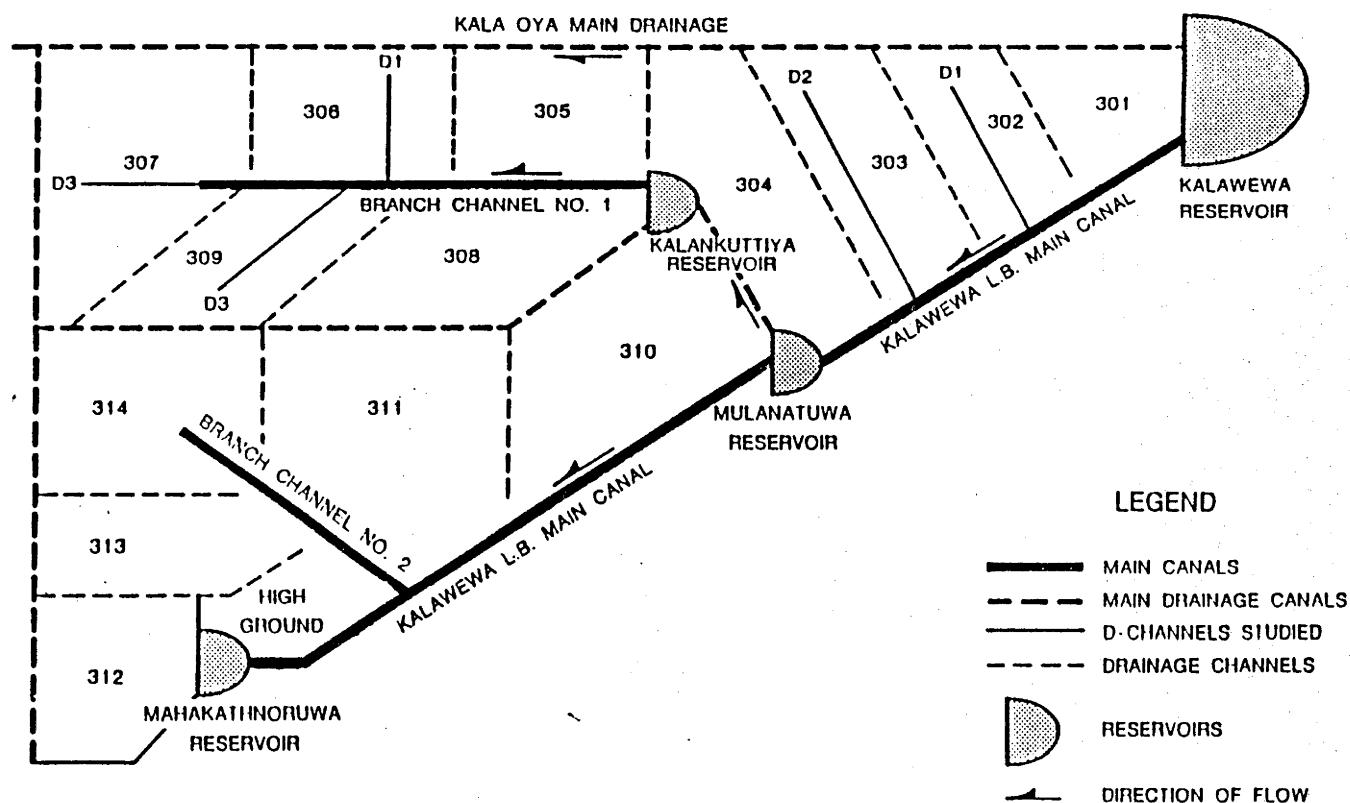 KALA OYA MAIN DRAINAGE
D1
D2
D1
301
306
305
302
307
303
D3
304
BRANCH CHANNEL NO. 1
KALAWEWA
RESERVOIR
309
308
KALANKUTTIYA
RESERVOIR
D3
KALAWEWA L.B. MAIN CANAL
310
314
311
MULANATUWA
RESERVOIR
BRANCH CHANNEL NO. 2
KALAWEWA L.B. MAIN CANAL
313
HIGH
GROUND
312
MAHAKATHNORUWA
RESERVOIR
LEGEND
MAIN CANALS
MAIN DRAINAGE CANALS
D-CHANNELS STUDIED
DRAINAGE CHANNELS
RESERVOIRS
DIRECTION OF FLOW